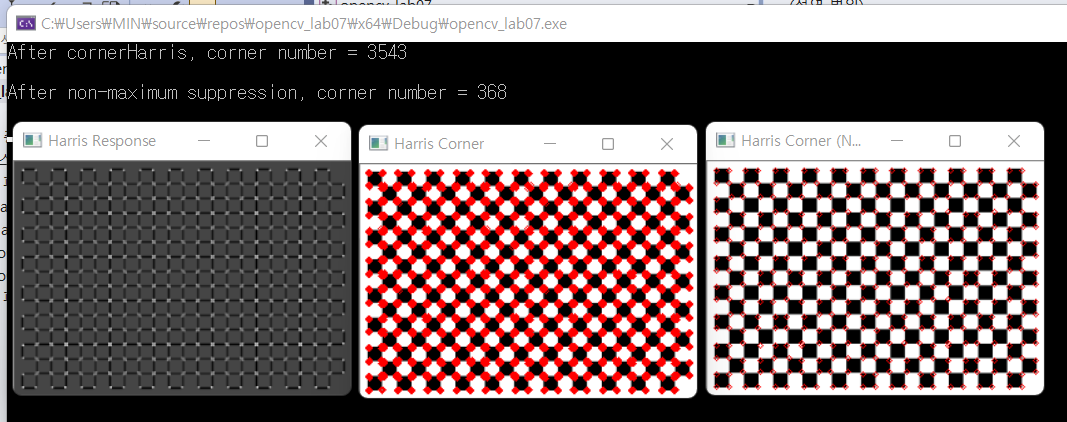 opencv_lab07
C:\Users\MIN\source\repos\opencv_lab07\x64\Debug\opencv_lab07.exe
After cornerHarris, corner number = 3543
After non-maximum suppression, corner number = 368
Harris Response
Harris Corner
Harris Corner (N...